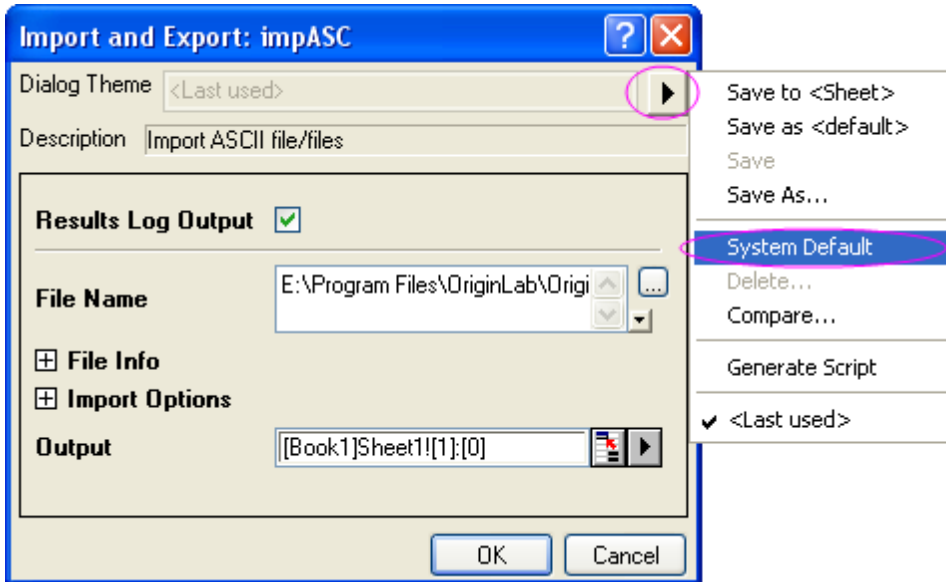 Import and Export: impASC
Dialog Theme <Last used>
Description Import ASCII file/files
Results Log Output
File Name E:\Program Files\OriginLab\Origi
...
File Info
Import Options
Output [Book1]Sheet1![1]:[0]
OK Cancel
Save to <Sheet>
Save as <default>
Save
Save As...
System Default
Delete...
Compare...
Generate Script
<Last used>